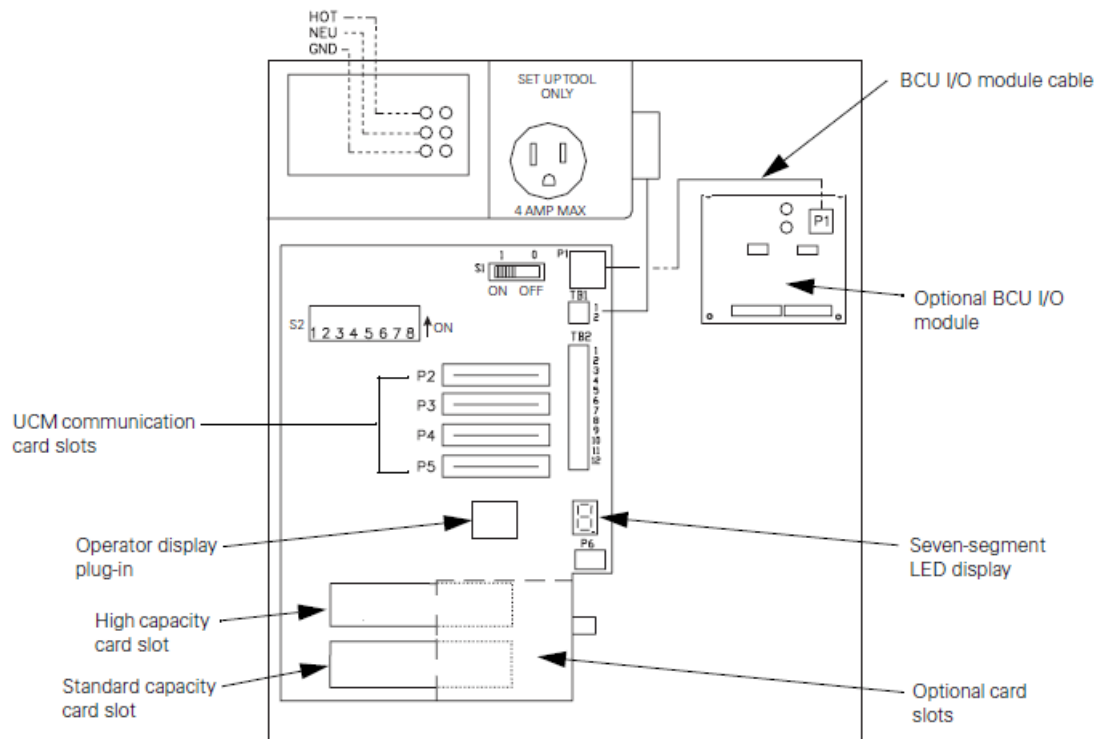 HOT
NEU
GND
SET UP TOOL
ONLY
4 AMP MAX
BCU I/O module cable
P1
Optional BCU I/O
module
1 0
S1
ON OFF
P1
TB1
1
2
S2
1 2 3 4 5 6 7 8
ON
TB2
1
2
3
4
5
6
7
8
9
10
11
12
P2
P3
P4
P5
UCM communication
card slots
Operator display
plug-in
8
Seven-segment
LED display
P6
High capacity
card slot
Standard capacity
card slot
Optional card
slots